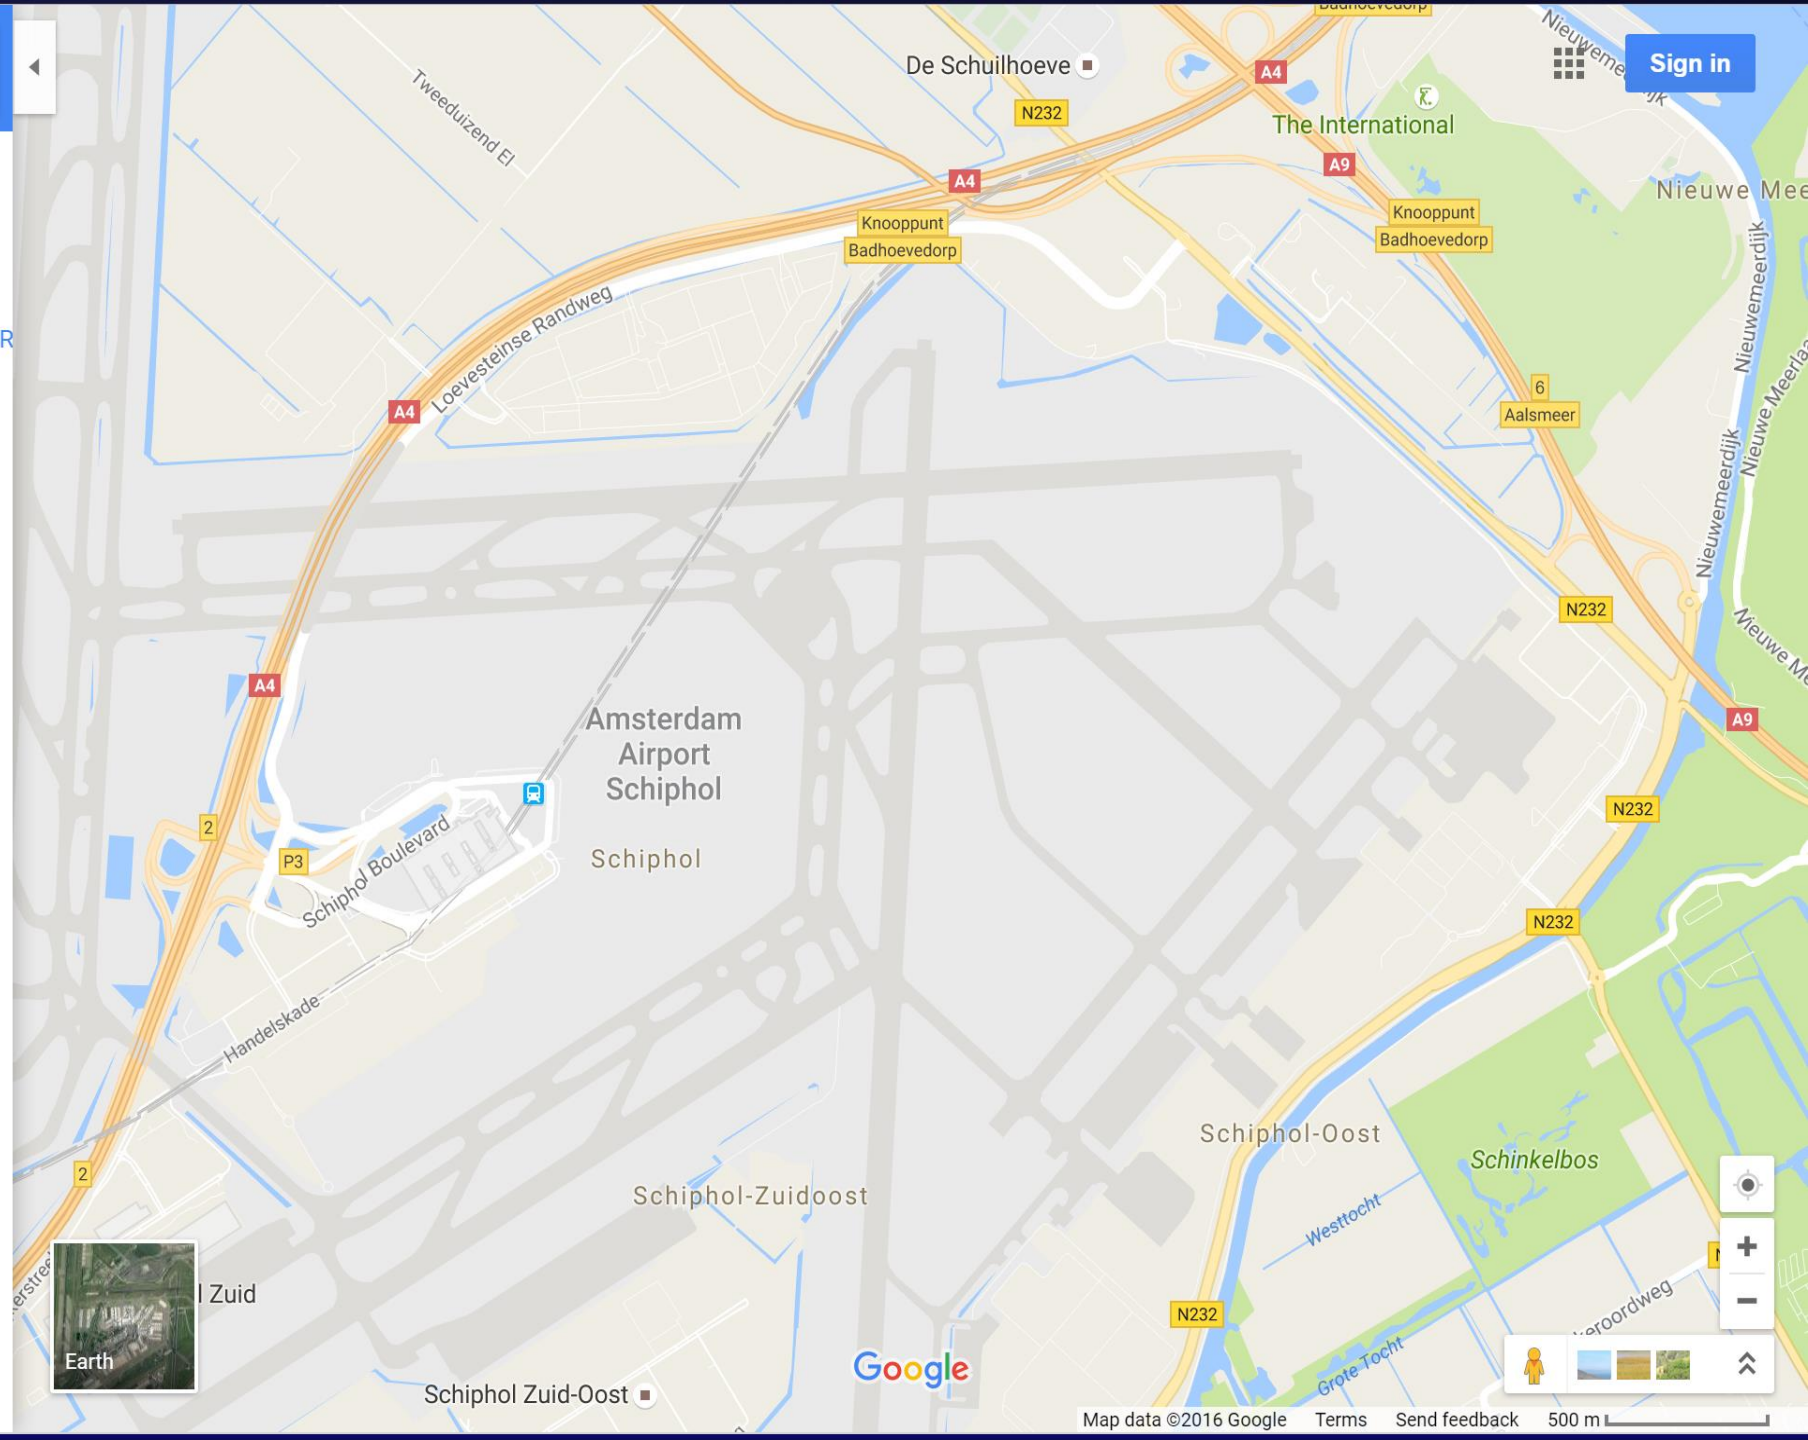 Badhoevedorp
De Schuilhoeve
A4
Sign in
N232
The International
Tweeduizend El
A9
A4
Nieuwe Mee
Knooppunt
Badhoevedorp
Knooppunt
Badhoevedorp
Nieuwemeerdijk
Loevesteinse Randweg
R
6
Aalsmeer
A4
Nieuwemeerdijk
Nieuwemeerdijk
N232
A4
A9
Amsterdam
Airport
Schiphol
2
N232
P3
Schiphol
Schiphol Boulevard
N232
Handelskade
Schiphol-Oost
Schinkelbos
2
Schiphol-Zuidoost
Westtocht
l Zuid
N232
keroordweg
Earth
Google
Grote Tocht
Schiphol Zuid-Oost
Map data ©2016 Google Terms Send feedback 500 m